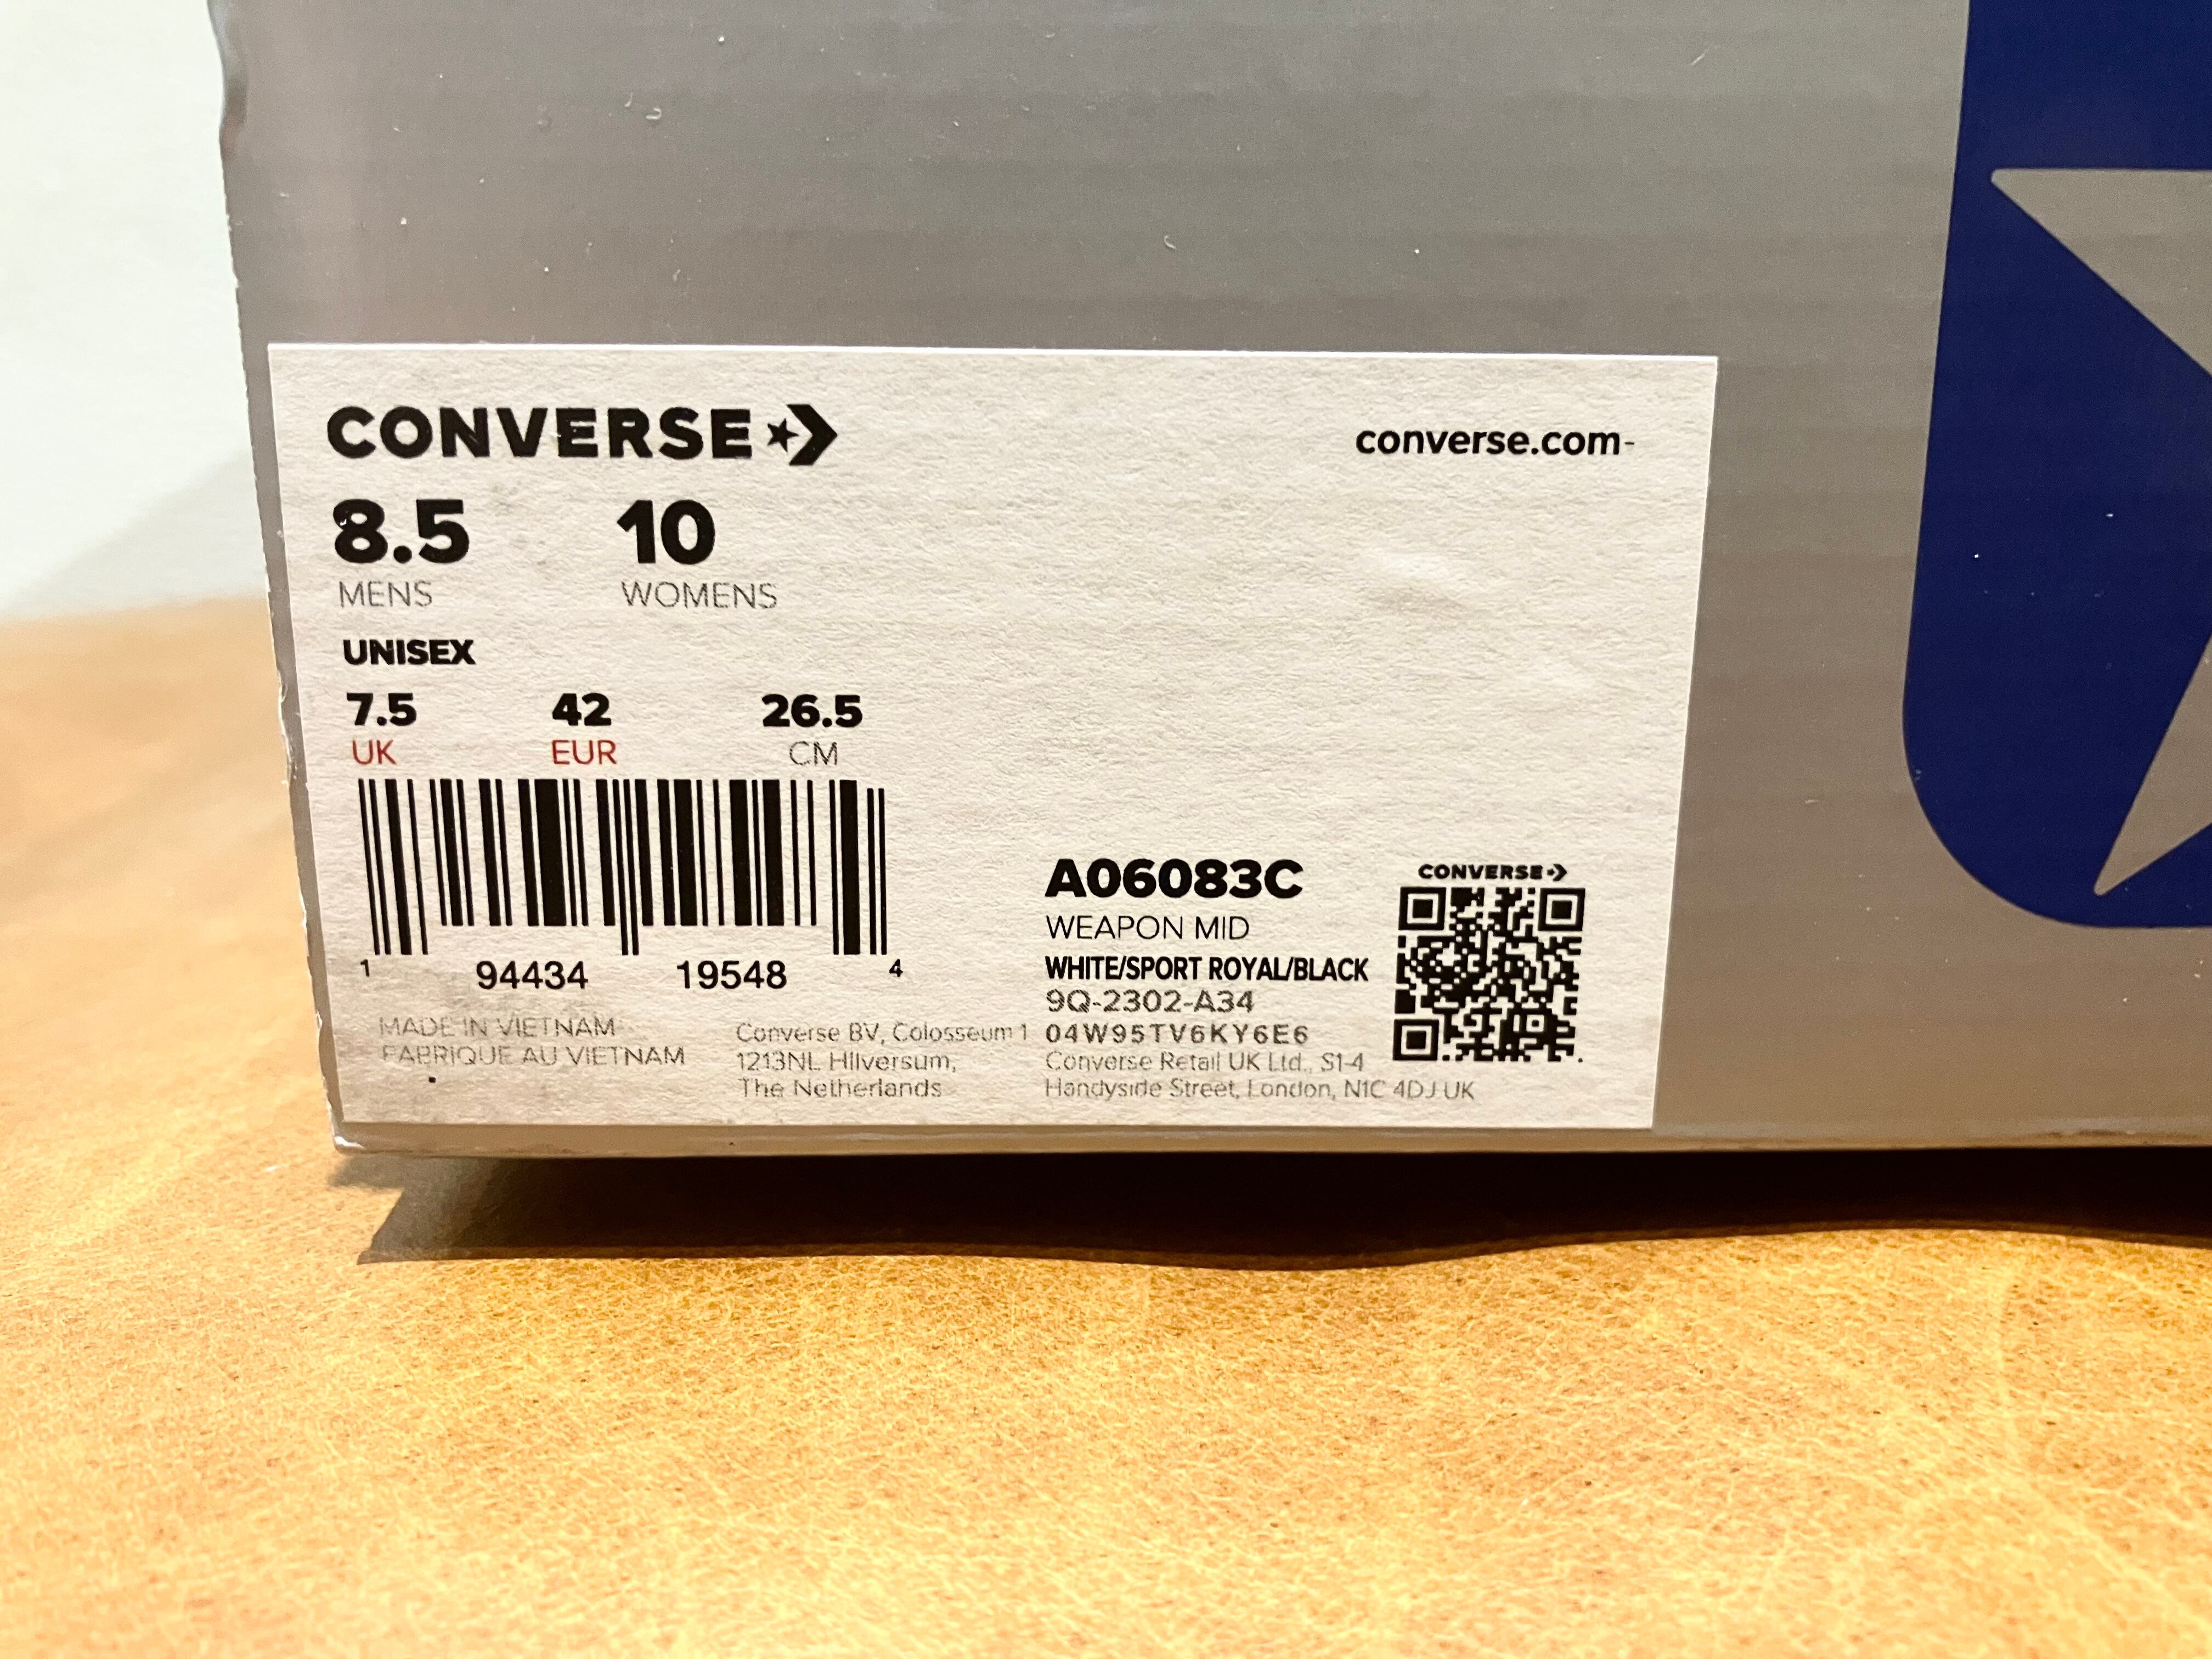 CONVERSE
converse.com-
8.5 10
MENS WOMENS
UNISEX
7.5 42 26.5
UK EUR CM
1 94434 19548 4
MADE IN VIETNAM
FABRIQUE AU VIETNAM
Converse BV, Colosseum 1
1213NL Hilversum,
The Netherlands
A06083C
WEAPON MID
WHITE/SPORT ROYAL/BLACK
9Q-2302-A34
04W95TV6KY6E6
Converse Retail UK Ltd., S1-4
Handyside Street, London, N1C 4DJ UK
CONVERSE